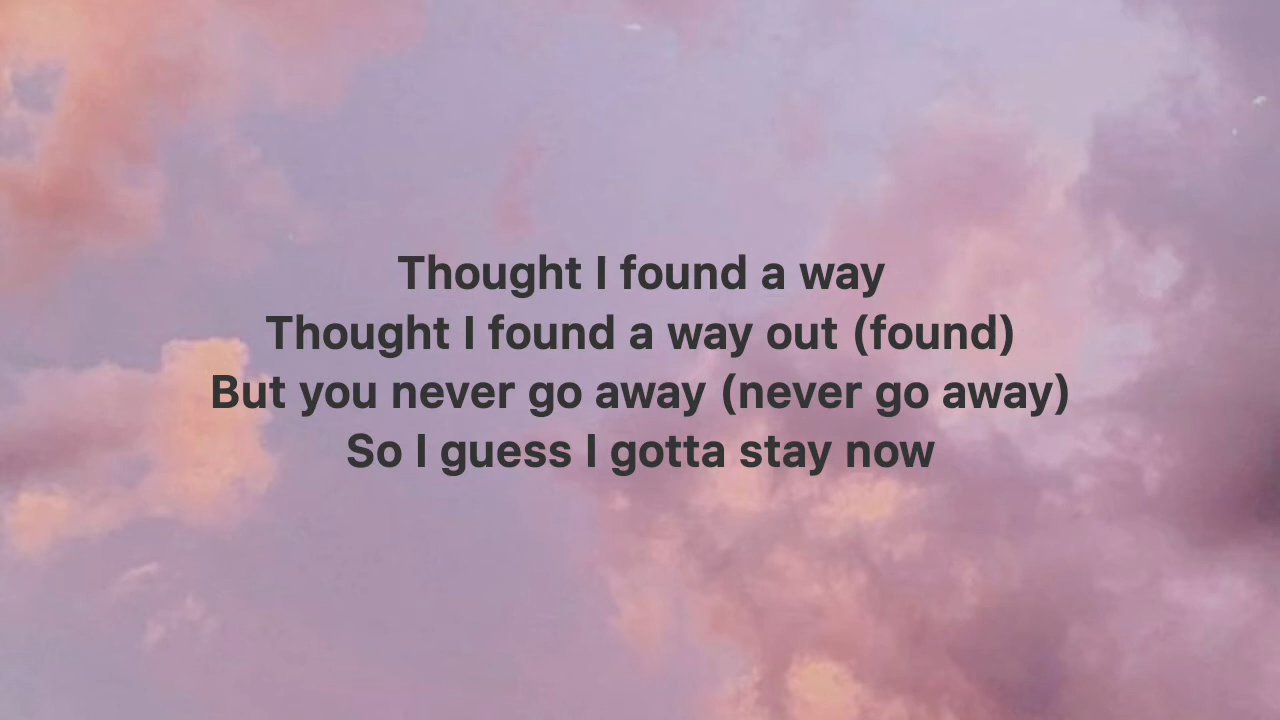 Thought I found a way
Thought I found a way out (found)
But you never go away (never go away)
So I guess I gotta stay now